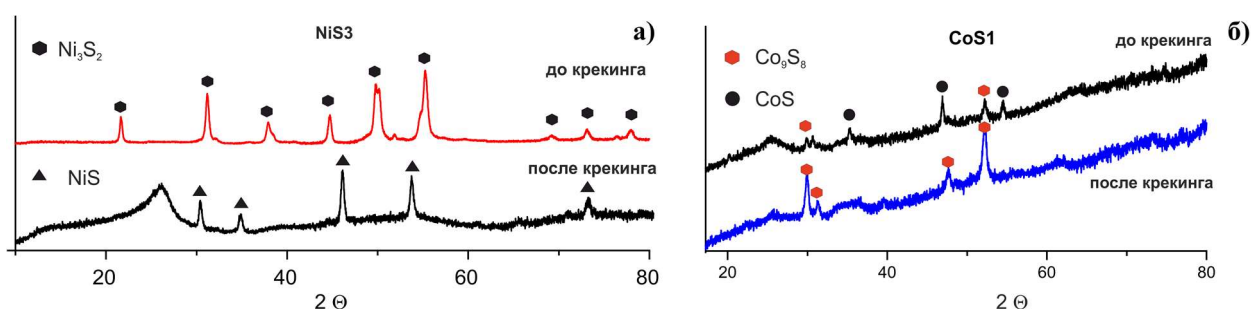 NiS3
а)
Ni₃S₂
до крекинга
NiS
после крекинга
20
40
60
80
2 Θ
CoS1
б)
до крекинга
Co₉S₈
CoS
после крекинга
20
40
60
80
2 Θ